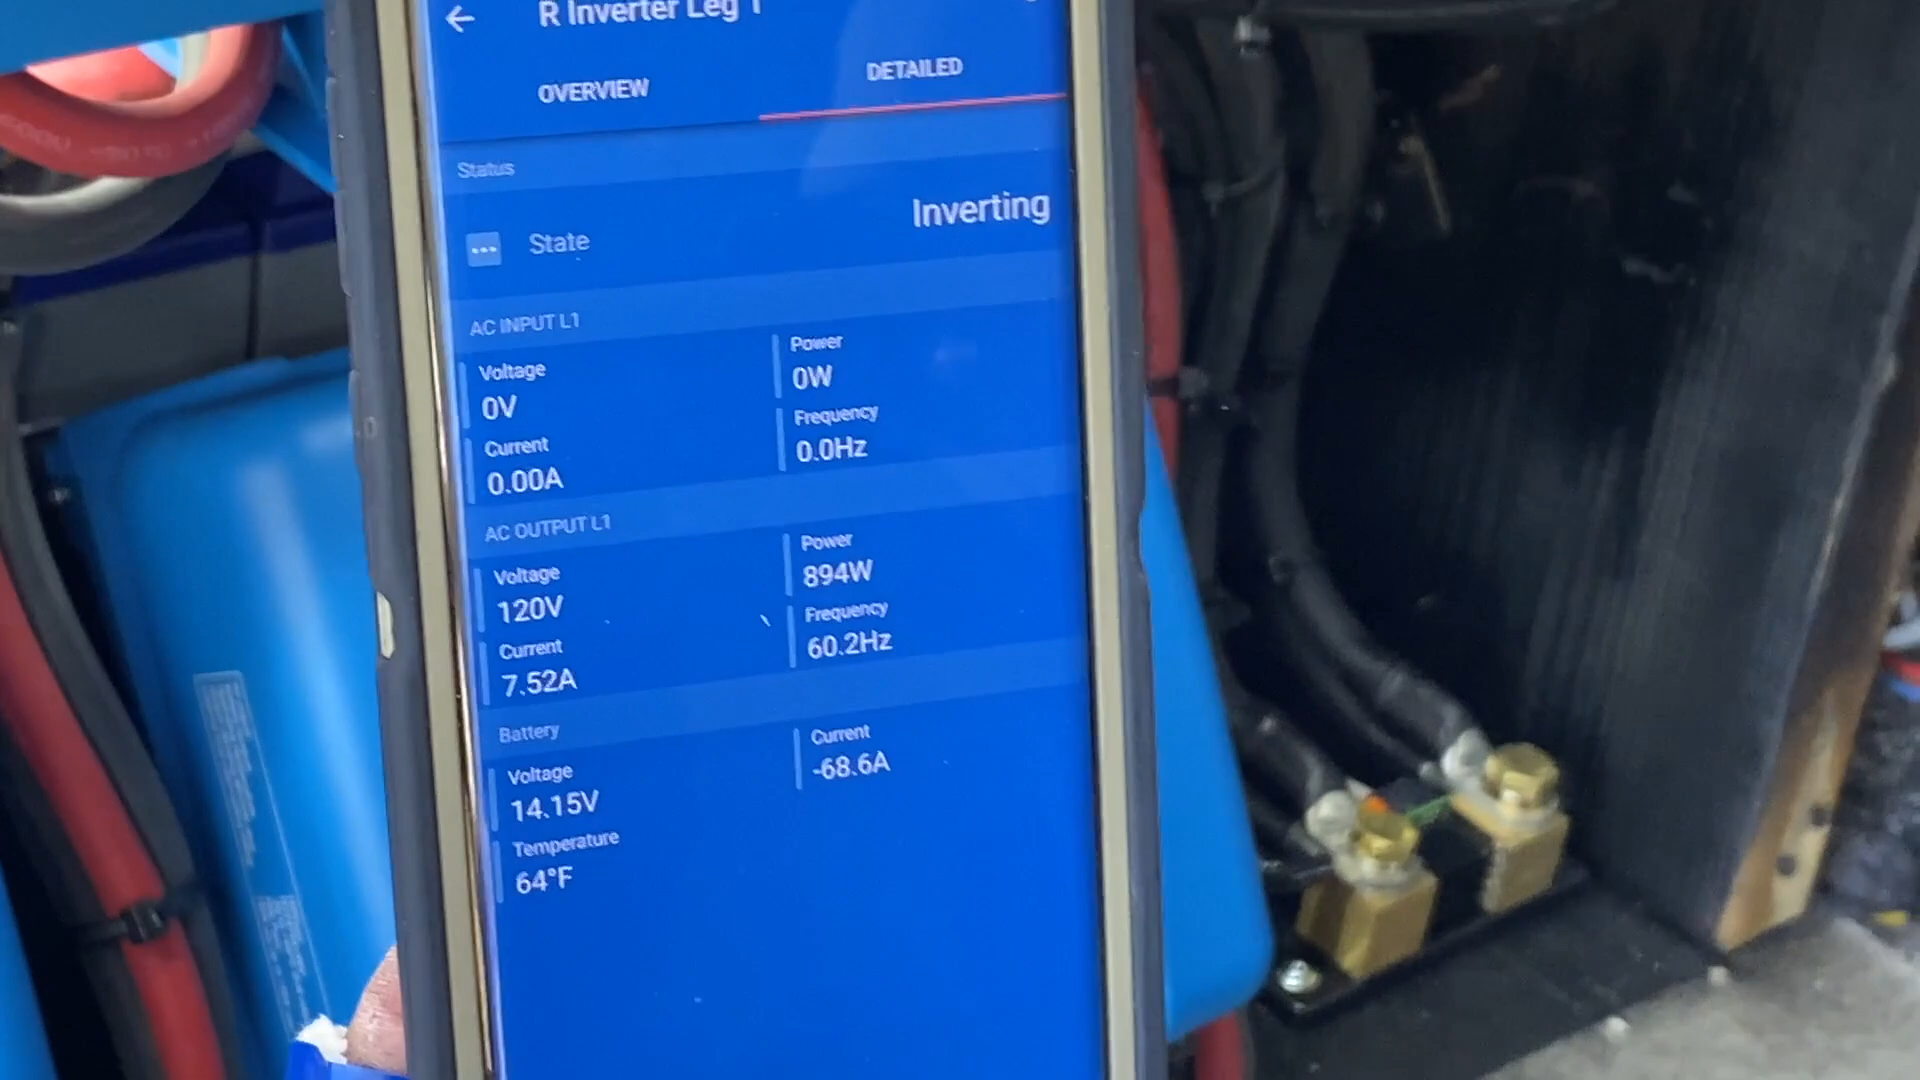 R Inverter Leg 1
OVERVIEW
DETAILED
Status
State
Inverting
AC INPUT L1
Voltage
0V
Power
0W
Current
0.00A
Frequency
0.0Hz
AC OUTPUT L1
Voltage
120V
Power
894W
Current
7.52A
Frequency
60.2Hz
Battery
Voltage
14.15V
Current
-68.6A
Temperature
64°F